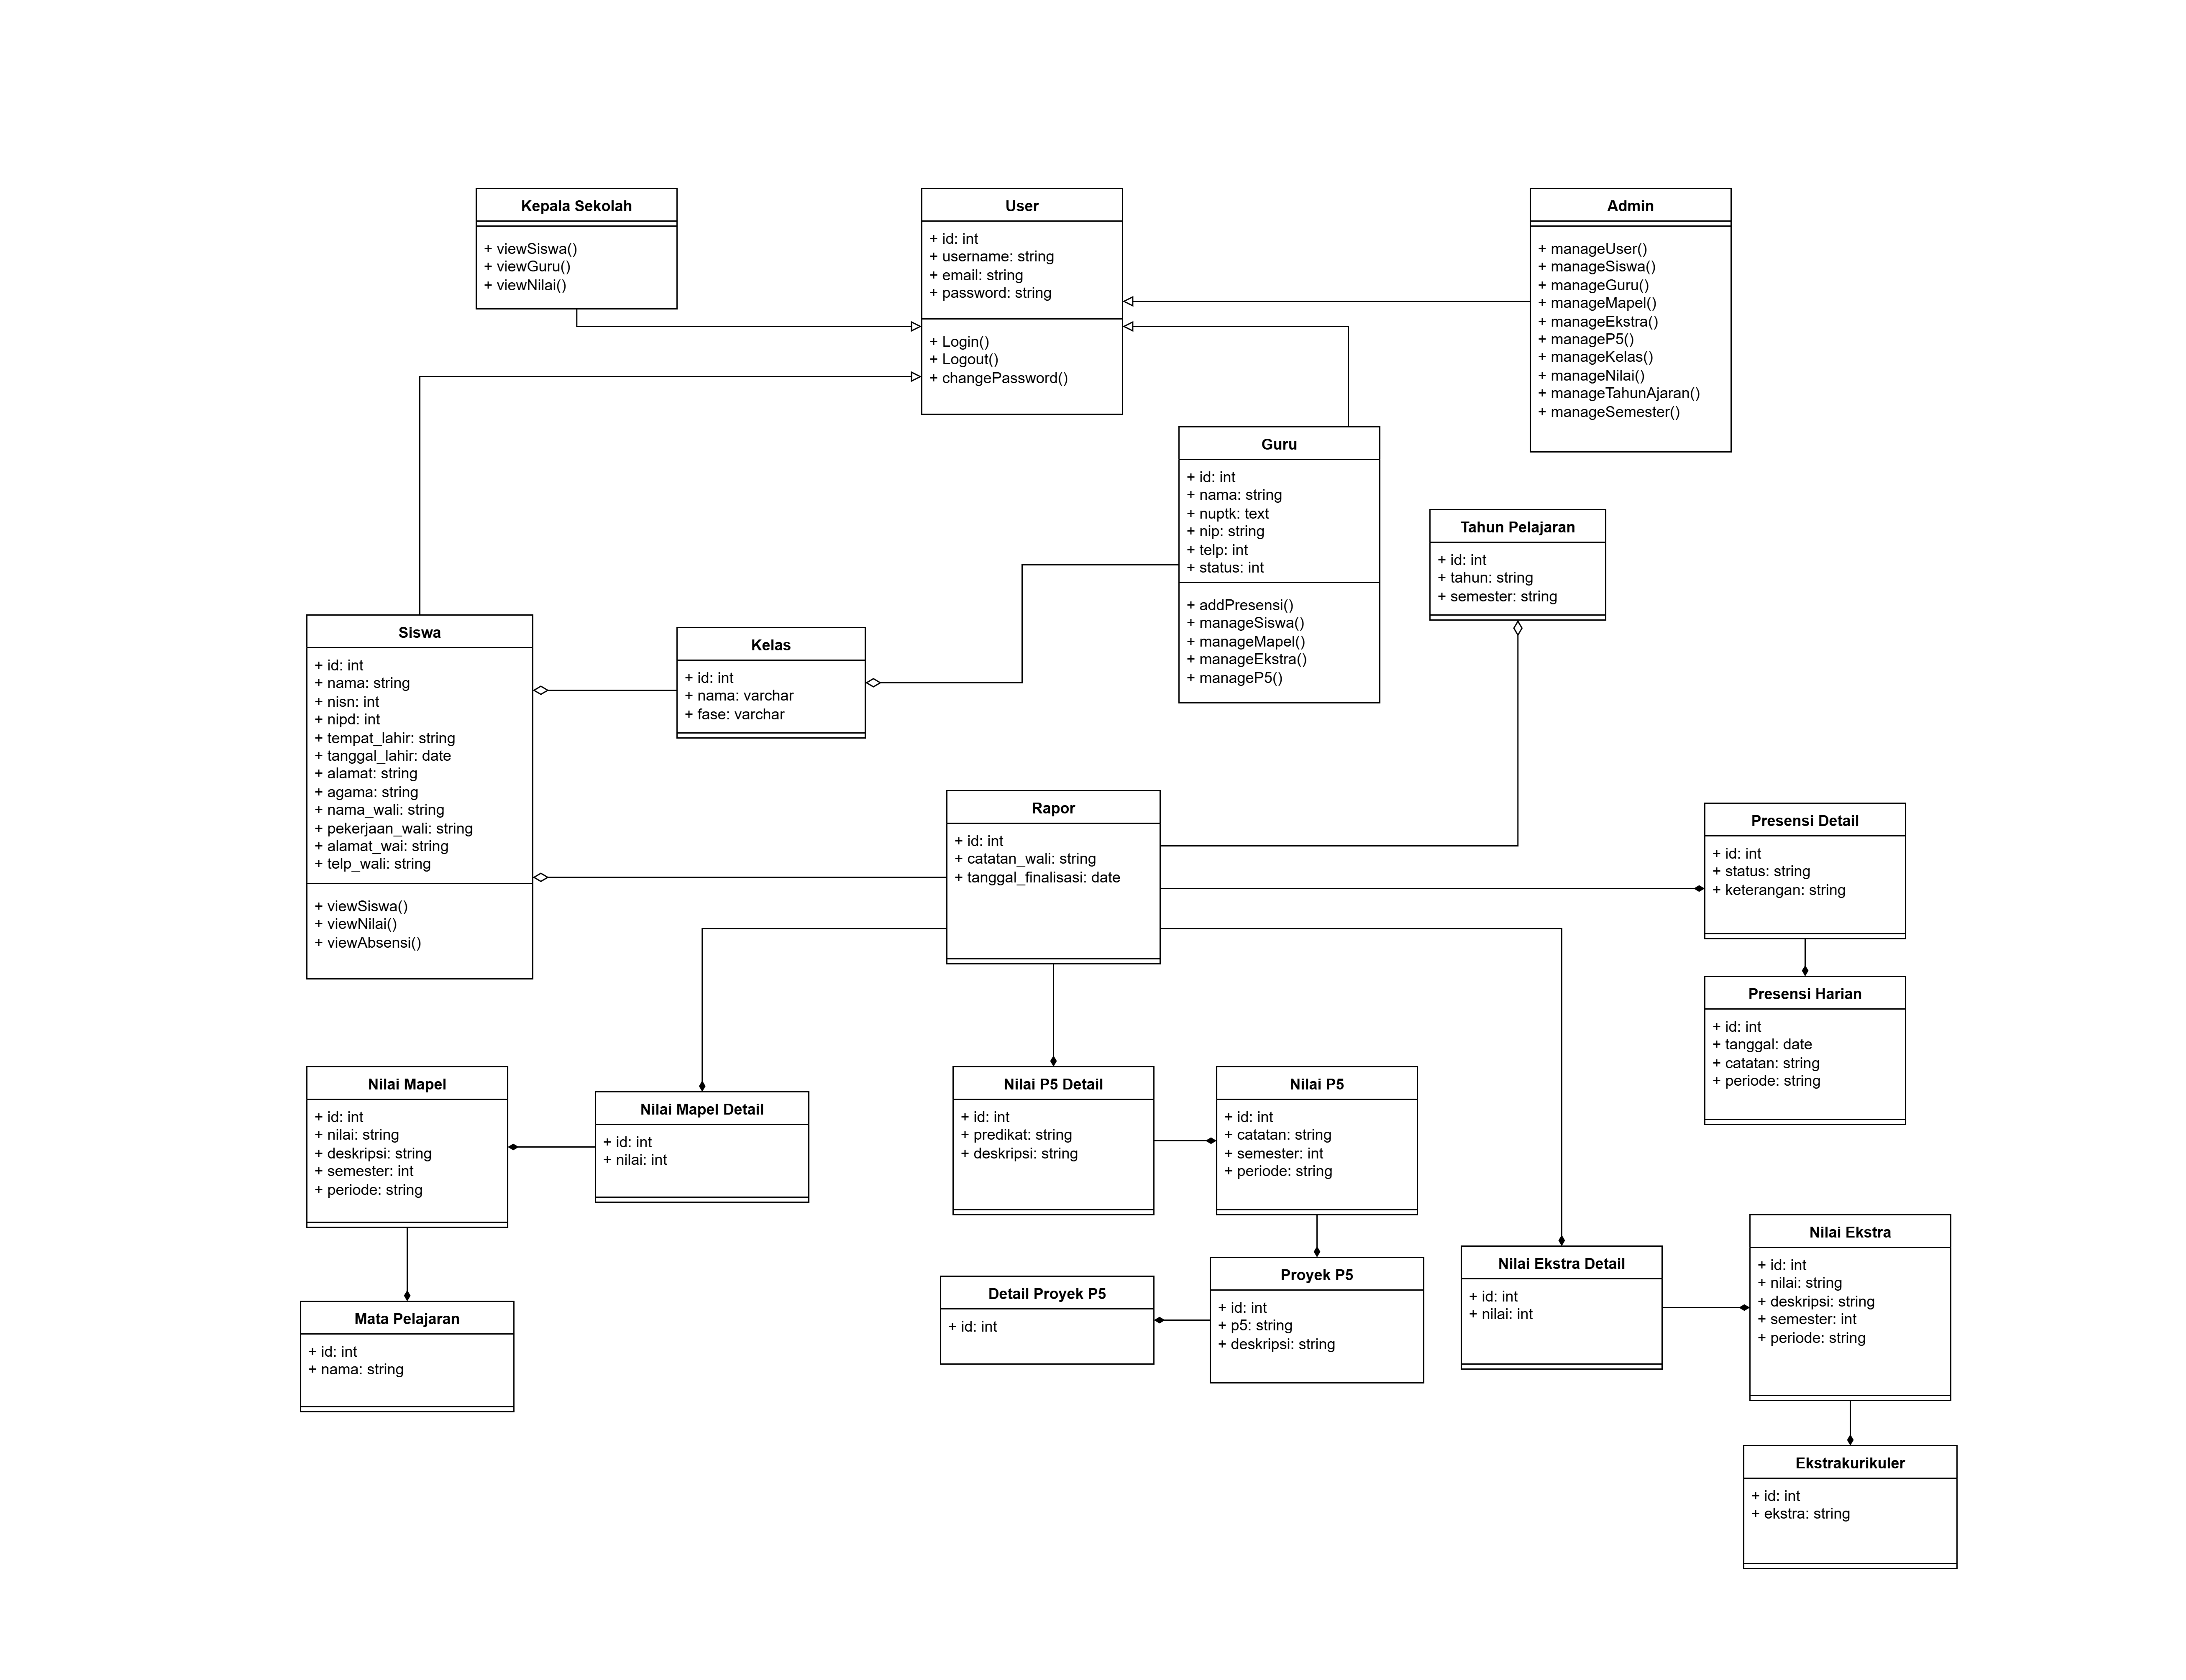 Kepala Sekolah
+ viewSiswa()
+ viewGuru()
+ viewNilai()
User
+ id: int
+ username: string
+ email: string
+ password: string
+ Login()
+ Logout()
+ changePassword()
Admin
+ manageUser()
+ manageSiswa()
+ manageGuru()
+ manageMapel()
+ manageEkstra()
+ manageP5()
+ manageKelas()
+ manageNilai()
+ manageTahunAjaran()
+ manageSemester()
Guru
+ id: int
+ nama: string
+ nuptk: text
+ nip: string
+ telp: int
+ status: int
+ addPresensi()
+ manageSiswa()
+ manageMapel()
+ manageEkstra()
+ manageP5()
Tahun Pelajaran
+ id: int
+ tahun: string
+ semester: string
Siswa
+ id: int
+ nama: string
+ nisn: int
+ nipd: int
+ tempat_lahir: string
+ tanggal_lahir: date
+ alamat: string
+ agama: string
+ nama_wali: string
+ pekerjaan_wali: string
+ alamat_wai: string
+ telp_wali: string
+ viewSiswa()
+ viewNilai()
+ viewAbsensi()
Kelas
+ id: int
+ nama: varchar
+ fase: varchar
Rapor
+ id: int
+ catatan_wali: string
+ tanggal_finalisasi: date
Presensi Detail
+ id: int
+ status: string
+ keterangan: string
Presensi Harian
+ id: int
+ tanggal: date
+ catatan: string
+ periode: string
Nilai Mapel
+ id: int
+ nilai: string
+ deskripsi: string
+ semester: int
+ periode: string
Nilai Mapel Detail
+ id: int
+ nilai: int
Nilai P5 Detail
+ id: int
+ predikat: string
+ deskripsi: string
Nilai P5
+ id: int
+ catatan: string
+ semester: int
+ periode: string
Mata Pelajaran
+ id: int
+ nama: string
Detail Proyek P5
+ id: int
Proyek P5
+ id: int
+ p5: string
+ deskripsi: string
Nilai Ekstra Detail
+ id: int
+ nilai: int
Nilai Ekstra
+ id: int
+ nilai: string
+ deskripsi: string
+ semester: int
+ periode: string
Ekstrakurikuler
+ id: int
+ ekstra: string